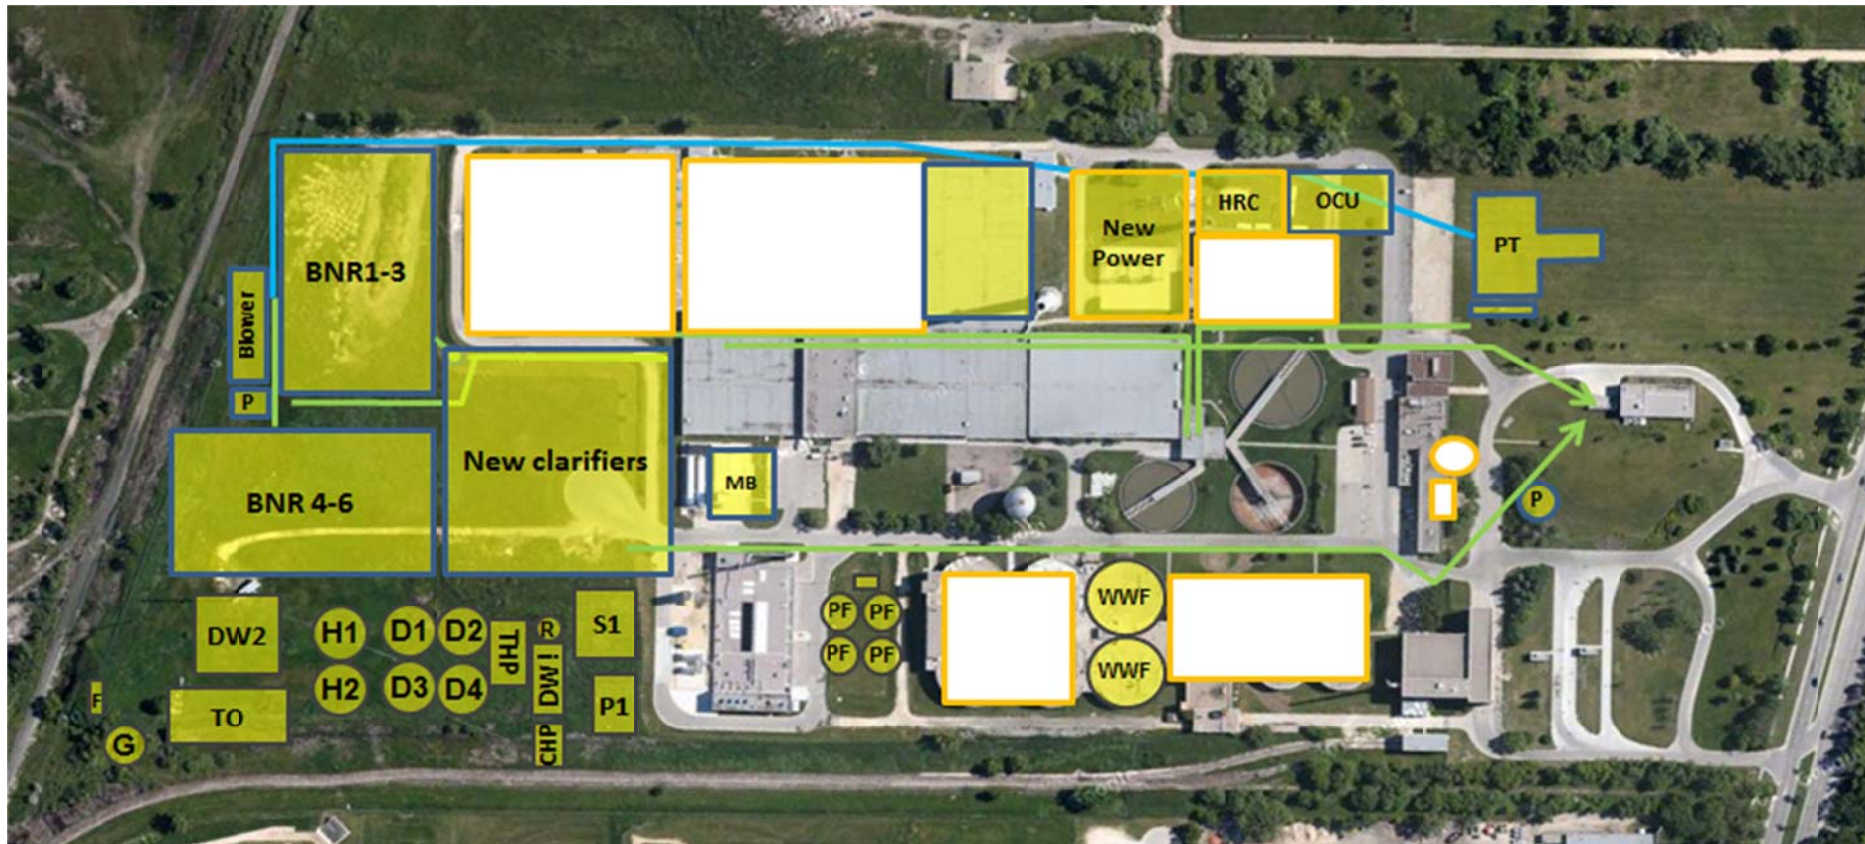 BNR1-3
New
Power
HRC
OCU
PT
Blower
P
BNR 4-6
New clarifiers
MB
P
DW2
H1
D1
D2
THP
R
DWi
S1
PF
PF
WWF
H2
D3
D4
P1
PF
PF
WWF
F
TO
G
CHP